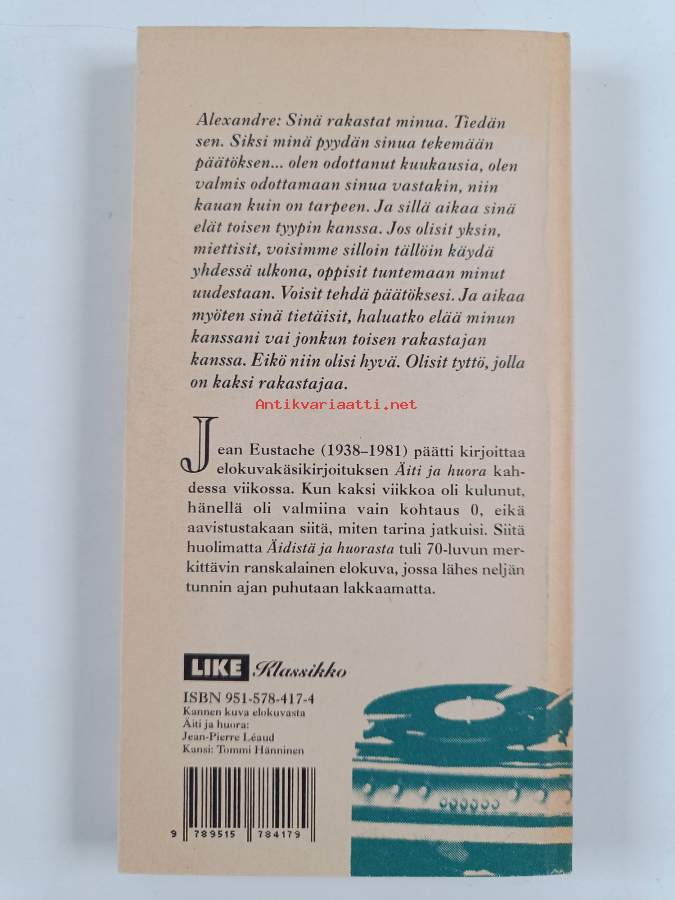 Alexandre: Sinä rakastat minua. Tiedän
sen. Siksi minä pyydän sinua tekemään
päätöksen... olen odottanut kuukausia, olen
valmis odottamaan sinua vastakin, niin
kauan kuin on tarpeen. Ja sillä aikaa sinä
elät toisen tyypin kanssa. Jos olisit yksin,
miettisit, voisimme silloin tällöin käydä
yhdessä ulkona, oppisit tuntemaan minut
uudestaan. Voisit tehdä päätöksesi. Ja aikaa
myöten sinä tietäisit, haluatko elää minun
kanssani vai jonkun toisen rakastajan
kanssa. Eikö niin olisi hyvä. Olisit tyttö, jolla
on kaksi rakastajaa.
Antikvariaatti.net
Jean Eustache (1938–1981) päätti kirjoittaa
elokuvakäsikirjoituksen Äiti ja huora kah-
dessa viikossa. Kun kaksi viikkoa oli kulunut,
hänellä oli valmiina vain kohtaus 0, eikä
aavistustakaan siitä, miten tarina jatkuisi. Siitä
huolimatta Äidistä ja huorasta tuli 70-luvun mer-
kittävin ranskalainen elokuva, jossa lähes neljän
tunnin ajan puhutaan lakkaamatta.
LIKE Klassikko
ISBN 951-578-417-4
Kannen kuva elokuvasta
Äiti ja huora:
Jean-Pierre Léaud
Kansi: Tommi Hänninen
9 789515 784179